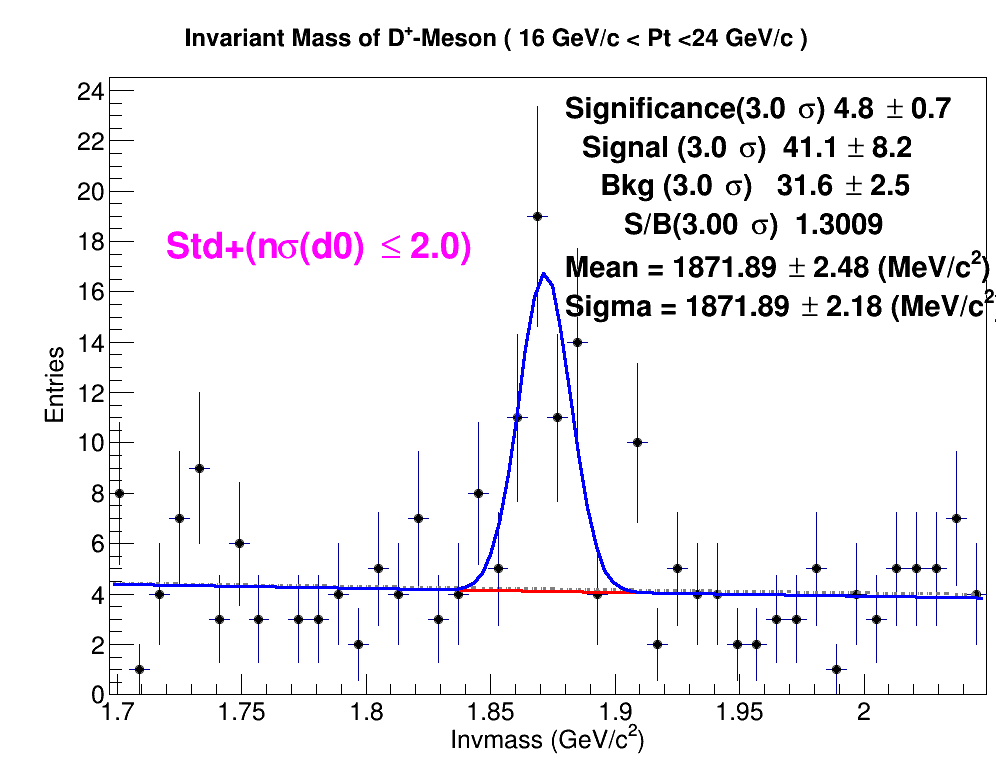 Invariant Mass of D⁺-Meson ( 16 GeV/c < Pt <24 GeV/c )
Significance(3.0 σ) 4.8 ± 0.7
Signal (3.0 σ) 41.1 ± 8.2
Bkg (3.0 σ) 31.6 ± 2.5
S/B(3.00 σ) 1.3009
Mean = 1871.89 ± 2.48 (MeV/c²)
Sigma = 1871.89 ± 2.18 (MeV/c²)
Std+(nσ(d0) ≤ 2.0)
Entries
24
22
20
18
16
14
12
10
8
6
4
2
0
1.7 1.75 1.8 1.85 1.9 1.95 2
Invmass (GeV/c²)